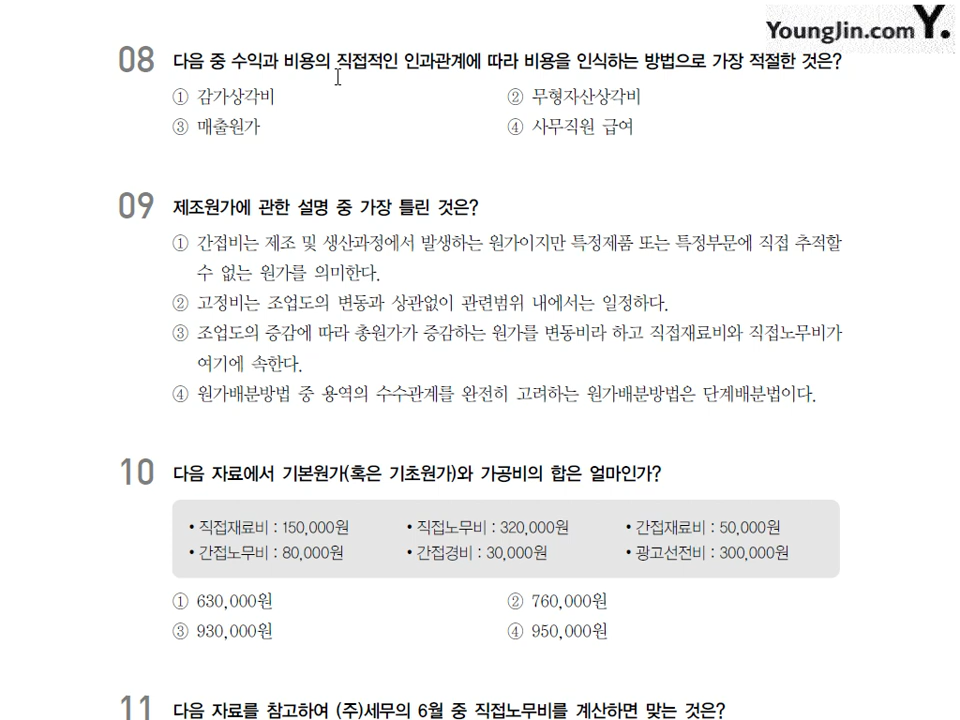 YoungJin.com Y.
08 다음 중 수익과 비용의 직접적인 인과관계에 따라 비용을 인식하는 방법으로 가장 적절한 것은?
① 감가상각비 ② 무형자산상각비
③ 매출원가 ④ 사무직원 급여
09 제조원가에 관한 설명 중 가장 틀린 것은?
① 간접비는 제조 및 생산과정에서 발생하는 원가이지만 특정제품 또는 특정부문에 직접 추적할
수 없는 원가를 의미한다.
② 고정비는 조업도의 변동과 상관없이 관련범위 내에서는 일정하다.
③ 조업도의 증감에 따라 총원가가 증감하는 원가를 변동비라 하고 직접재료비와 직접노무비가
여기에 속한다.
④ 원가배분방법 중 용역의 수수관계를 완전히 고려하는 원가배분방법은 단계배분법이다.
10 다음 자료에서 기본원가(혹은 기초원가)와 가공비의 합은 얼마인가?
• 직접재료비 : 150,000원 • 직접노무비 : 320,000원 • 간접재료비 : 50,000원
• 간접노무비 : 80,000원 • 간접경비 : 30,000원 • 광고선전비 : 300,000원
① 630,000원 ② 760,000원
③ 930,000원 ④ 950,000원
11 다음 자료를 참고하여 (주)세무의 6월 중 직접노무비를 계산하면 맞는 것은?